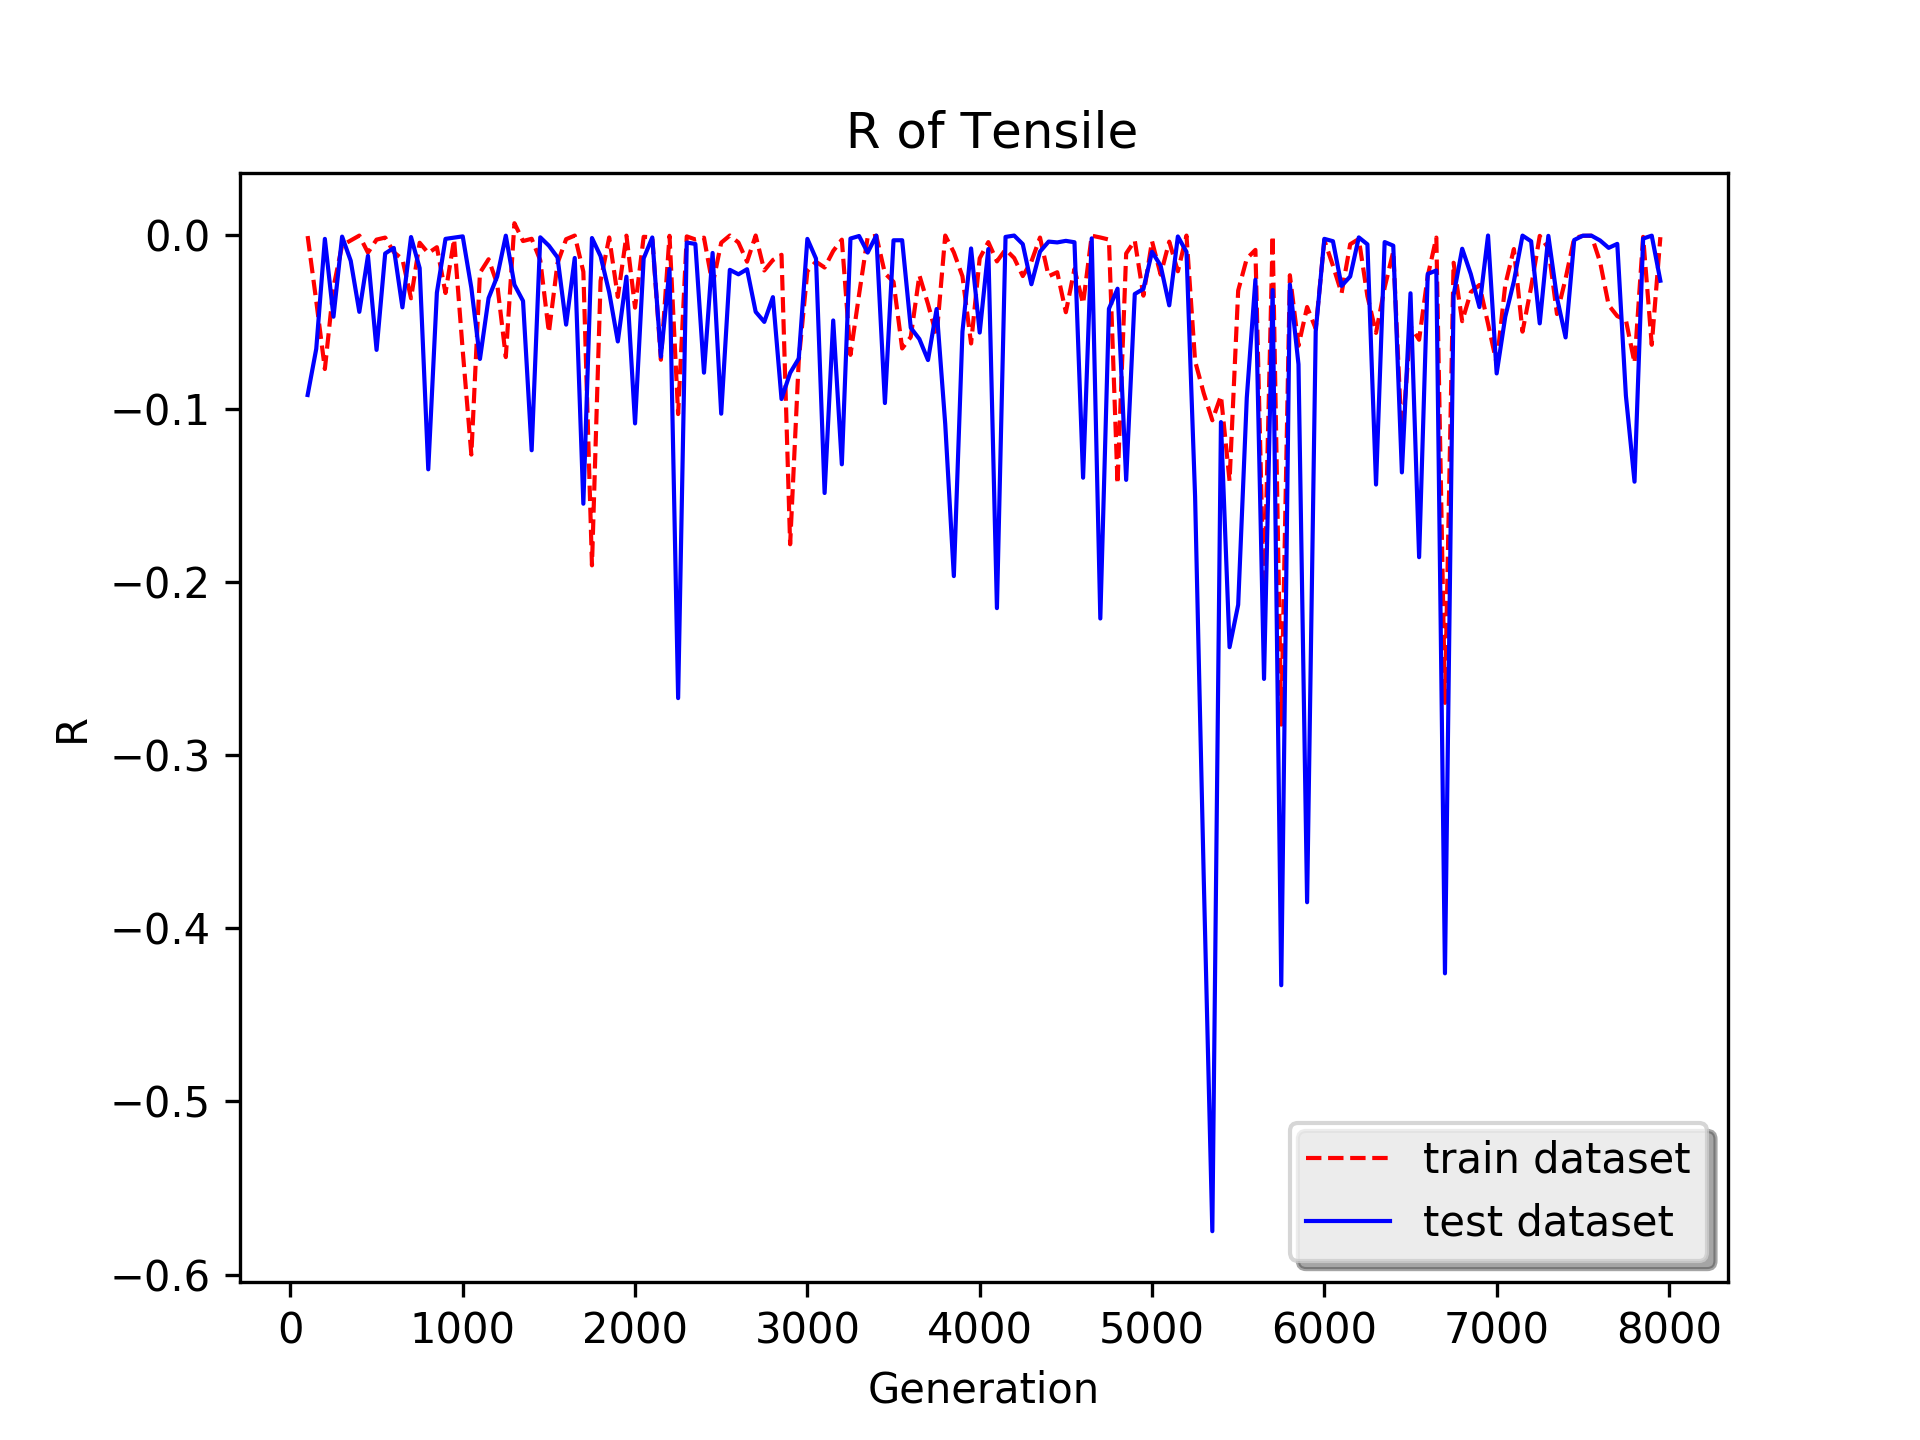 R of Tensile
R
0.0
−0.1
−0.2
−0.3
−0.4
−0.5
−0.6
train dataset
test dataset
0 1000 2000 3000 4000 5000 6000 7000 8000
Generation